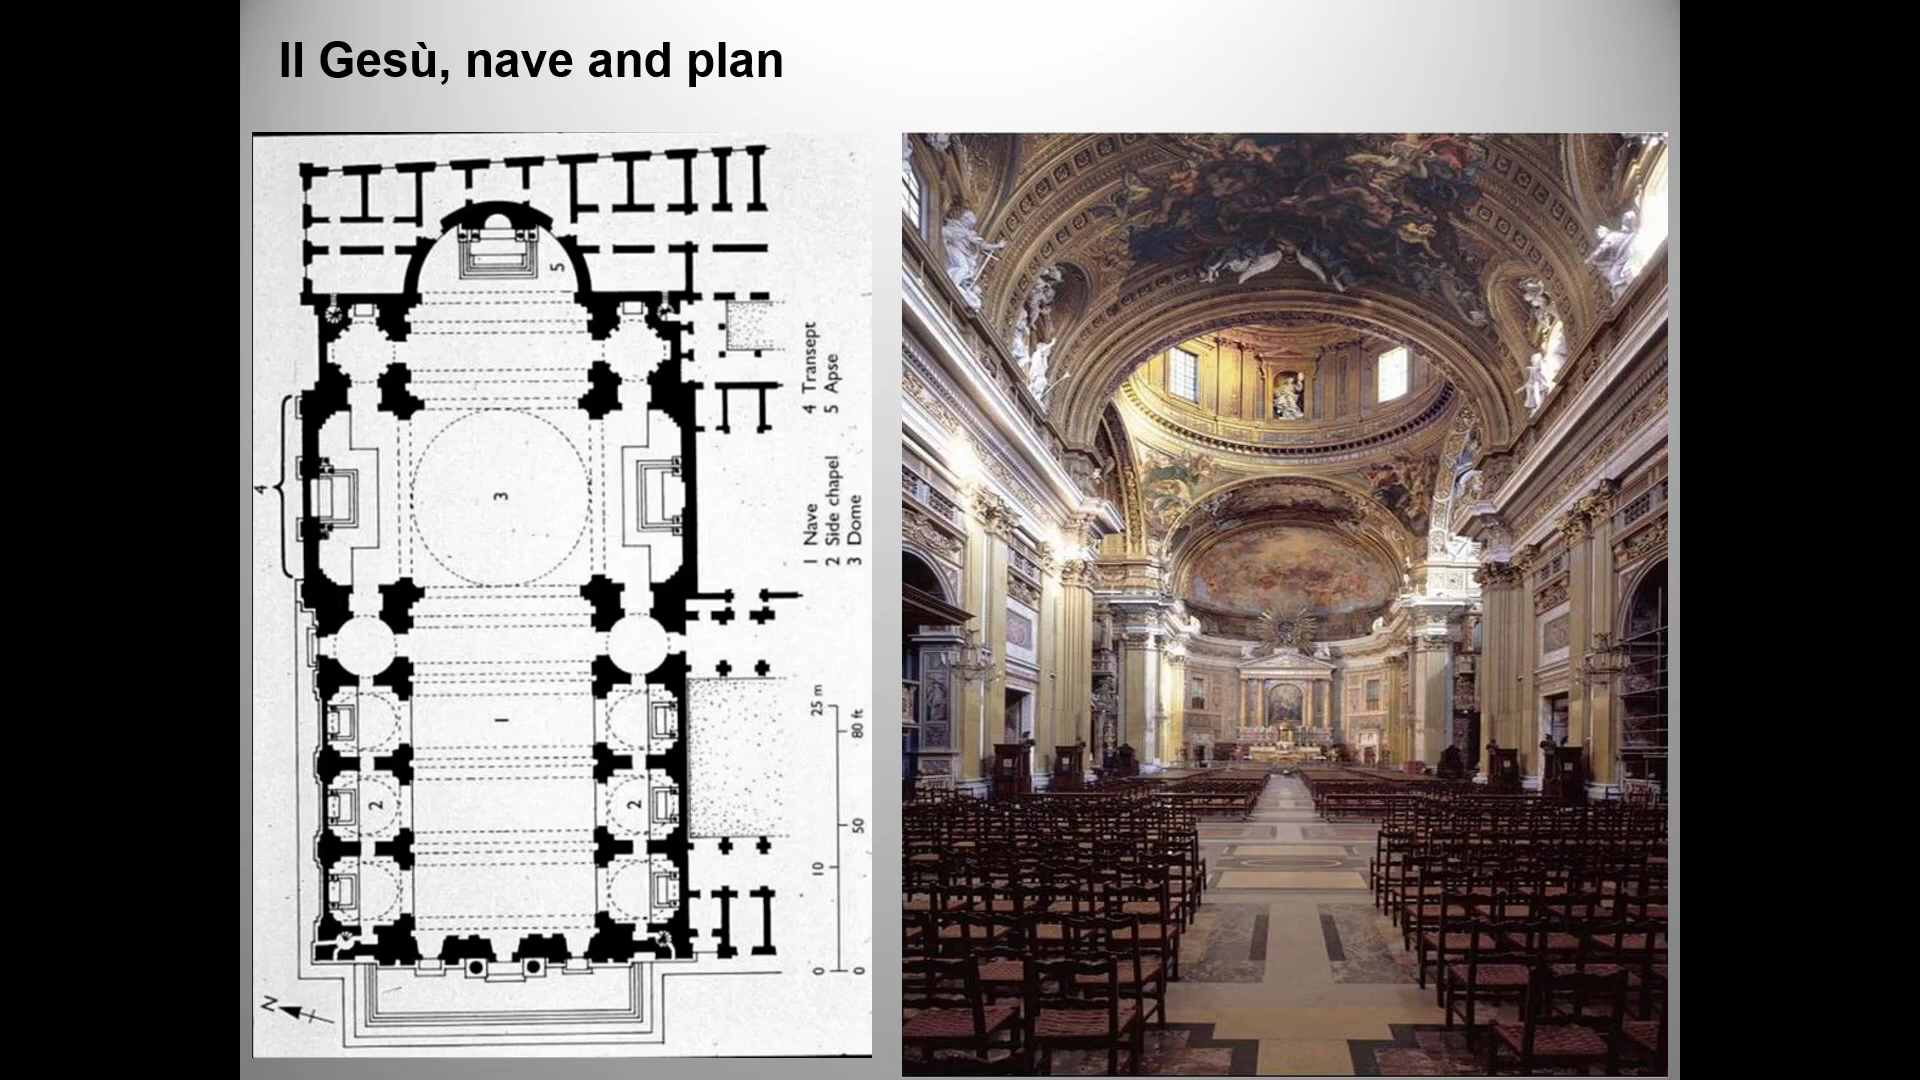 Il Gesù, nave and plan
5
4
3
1
2
2
1 Nave
2 Side chapel
3 Dome
4 Transept
5 Apse
25 m
10
0
80 ft
50
0
N